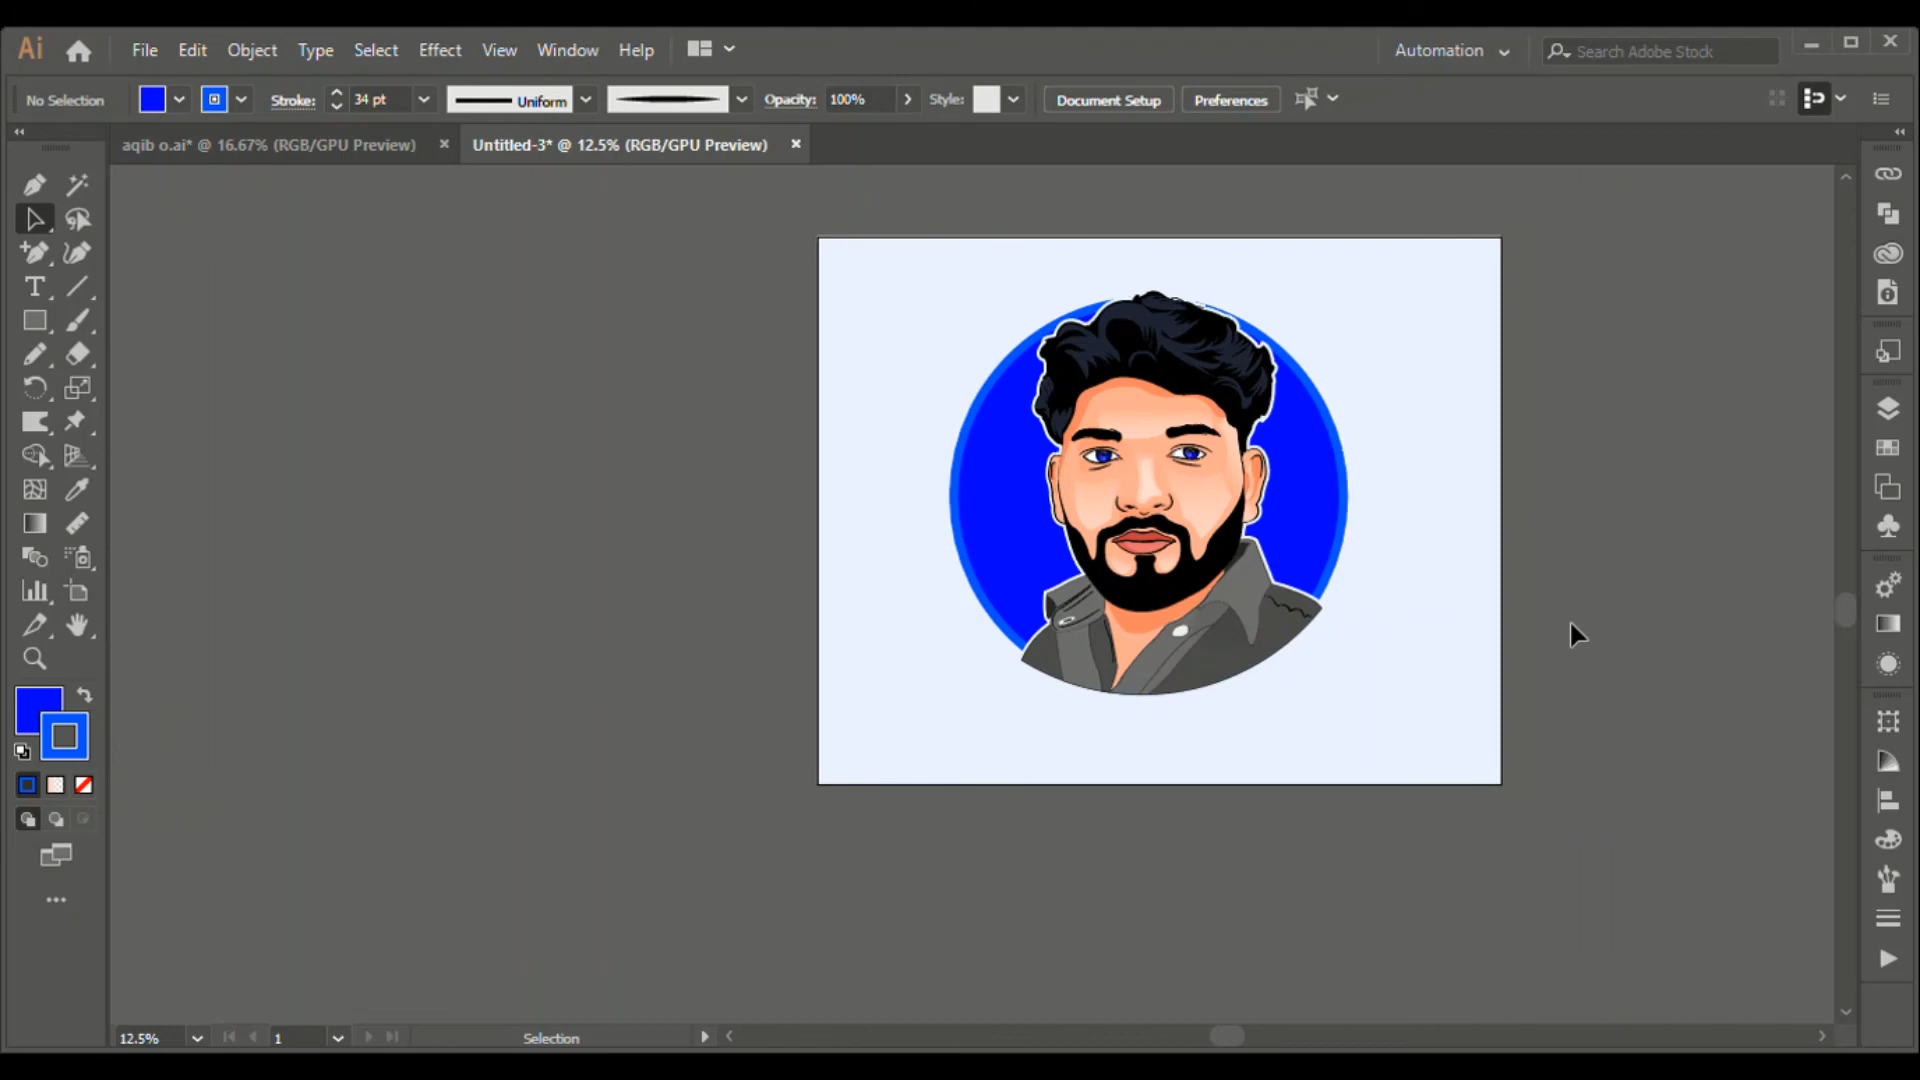 Ai File Edit Object Type Select Effect View Window Help Automation Search Adobe Stock
No Selection Stroke: 34 pt Uniform Opacity: 100% Style: Document Setup Preferences
aqib o.ai* @ 16.67% (RGB/GPU Preview) Untitled-3* @ 12.5% (RGB/GPU Preview)
12.5% 1 Selection